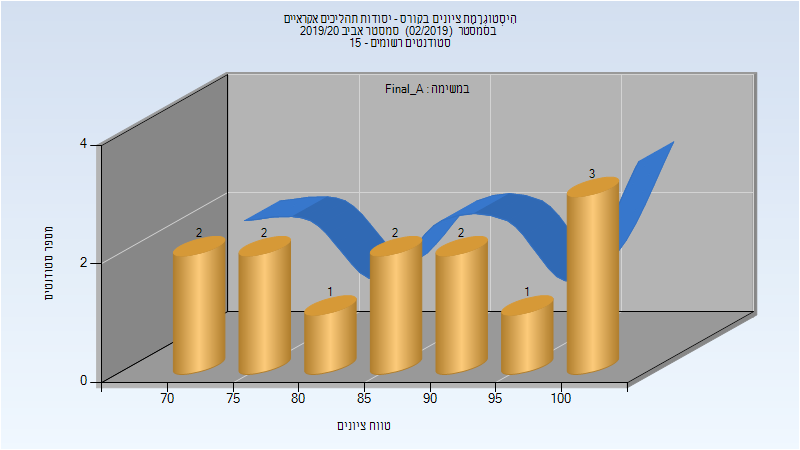 היסטוגרמת ציונים בקורס - יסודות תהליכים אקראיים
בסמסטר (02/2019) סמסטר אביב 2019/20
סטודנטים רשומים - 15
במשימה : Final_A
4
2
0
מספר סטודנטים
2
2
1
2
2
1
3
70
75
80
85
90
95
100
טווח ציונים